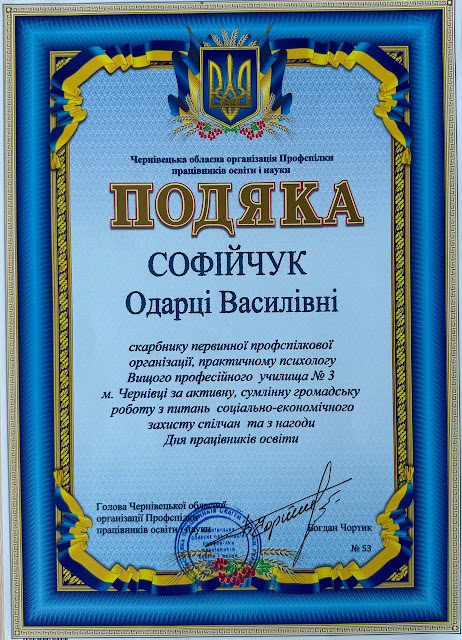 Чернівецька обласна організація Профспілки
працівників освіти і науки
ПОДЯКА
СОФІЙЧУК
Одарці Василівні
скарбнику первинної профспілкової
організації, практичному психологу
Вищого професійного училища № 3
м. Чернівці за активну, сумлінну громадську
роботу з питань соціально-економічного
захисту спілчан та з нагоди
Дня працівників освіти
Голова Чернівецької обласної
організації Профспілки
працівників освіти і науки
Богдан Чортик
№ 53